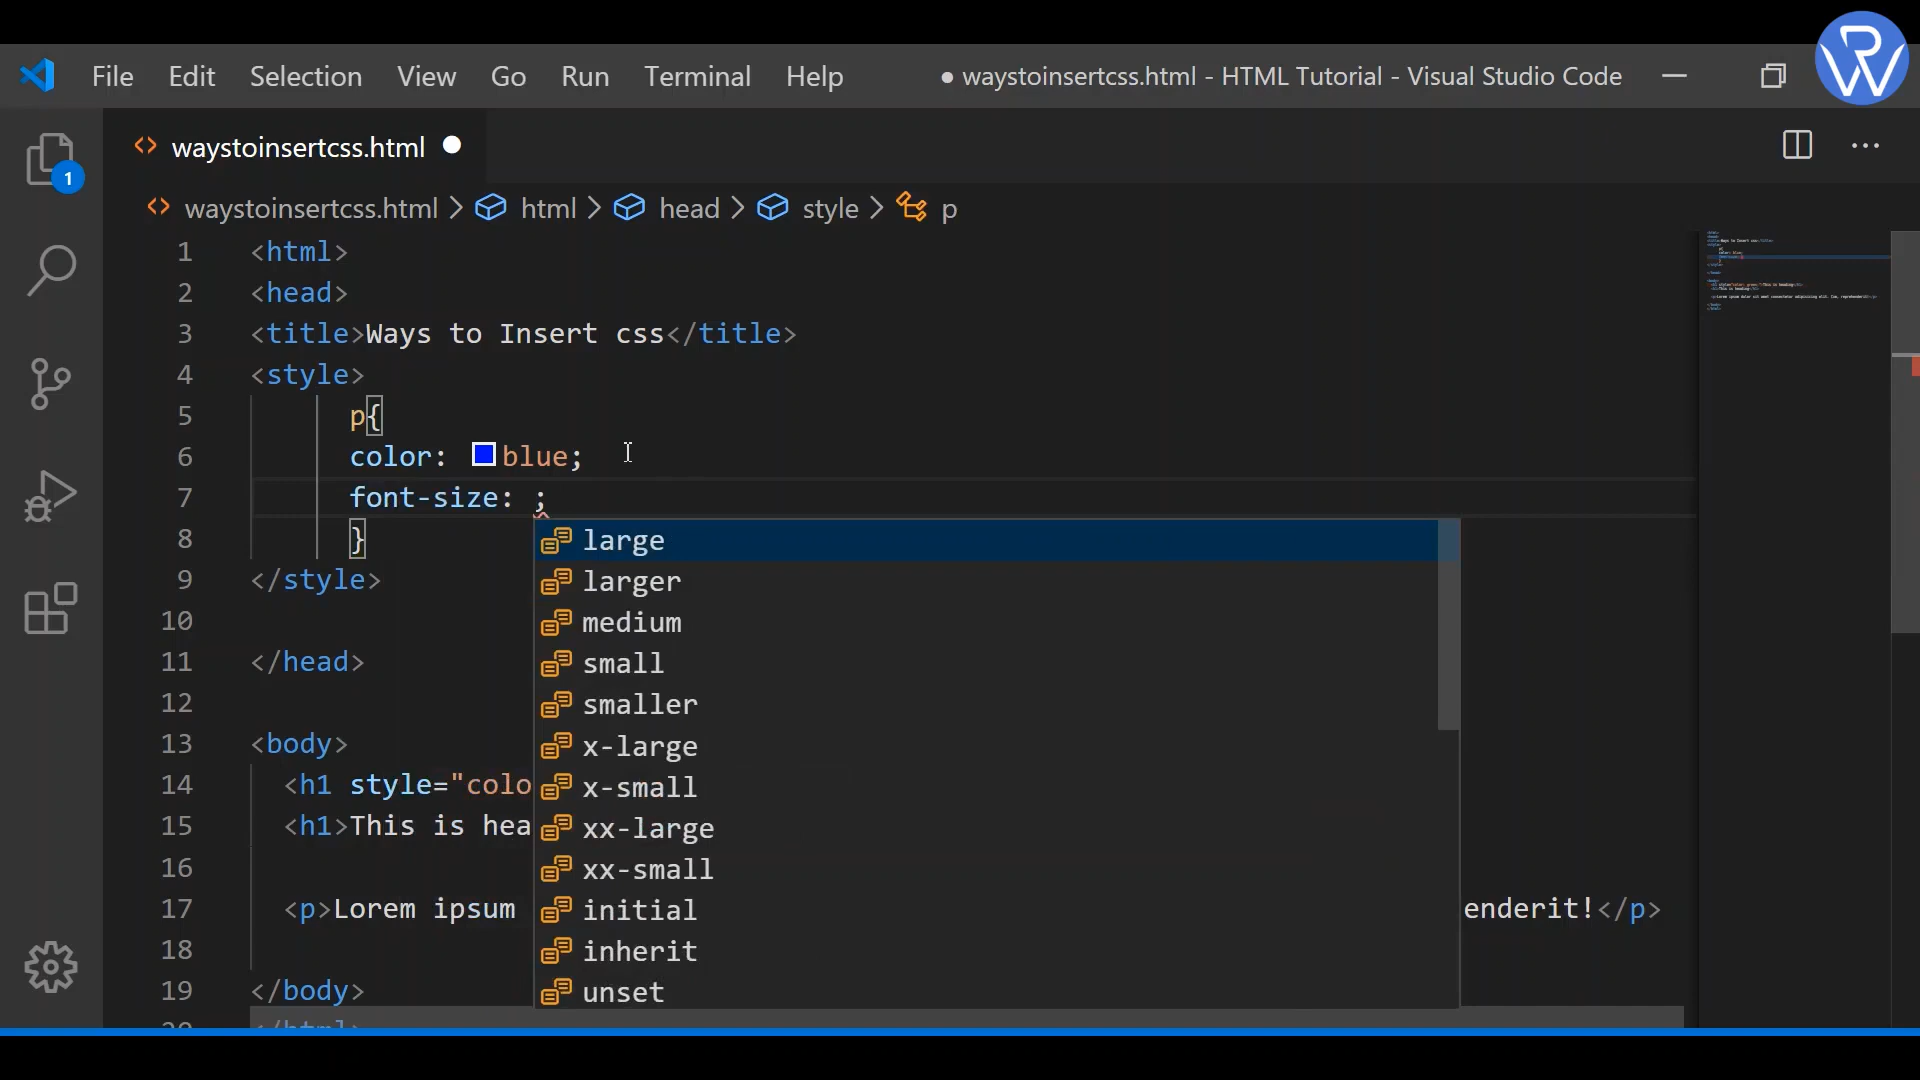 File Edit Selection View Go Run Terminal Help ● waystoinsertcss.html - HTML Tutorial - Visual Studio Code
RW
1
waystoinsertcss.html
waystoinsertcss.html > html > head > style > p
1 <html>
2 <head>
3 <title>Ways to Insert css</title>
4 <style>
5 p{
6 color: blue;
7 font-size: ;
8 }
9 </style>
10
11 </head>
12
13 <body>
14 <h1 style="colo
15 <h1>This is hea
16
17 <p>Lorem ipsum enderit!</p>
18
19 </body>
20 </html>
large
larger
medium
small
smaller
x-large
x-small
xx-large
xx-small
initial
inherit
unset